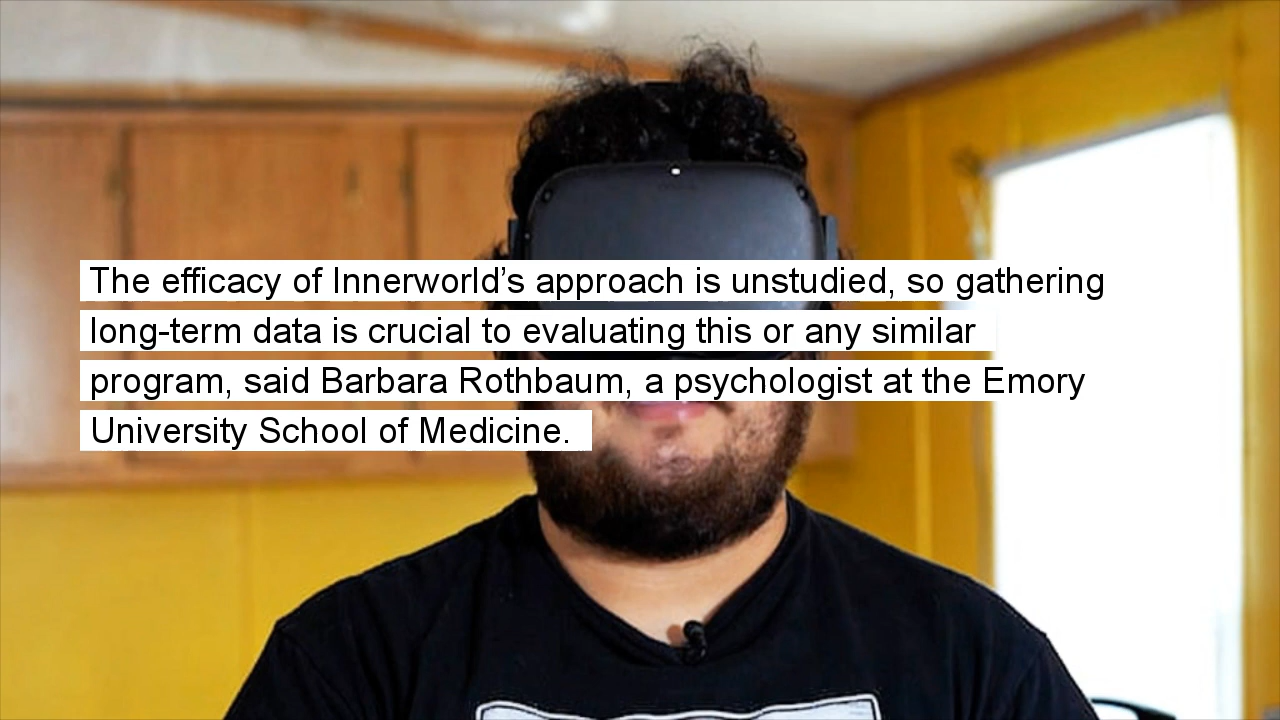 The efficacy of Innerworld’s approach is unstudied, so gathering
long-term data is crucial to evaluating this or any similar
program, said Barbara Rothbaum, a psychologist at the Emory
University School of Medicine.